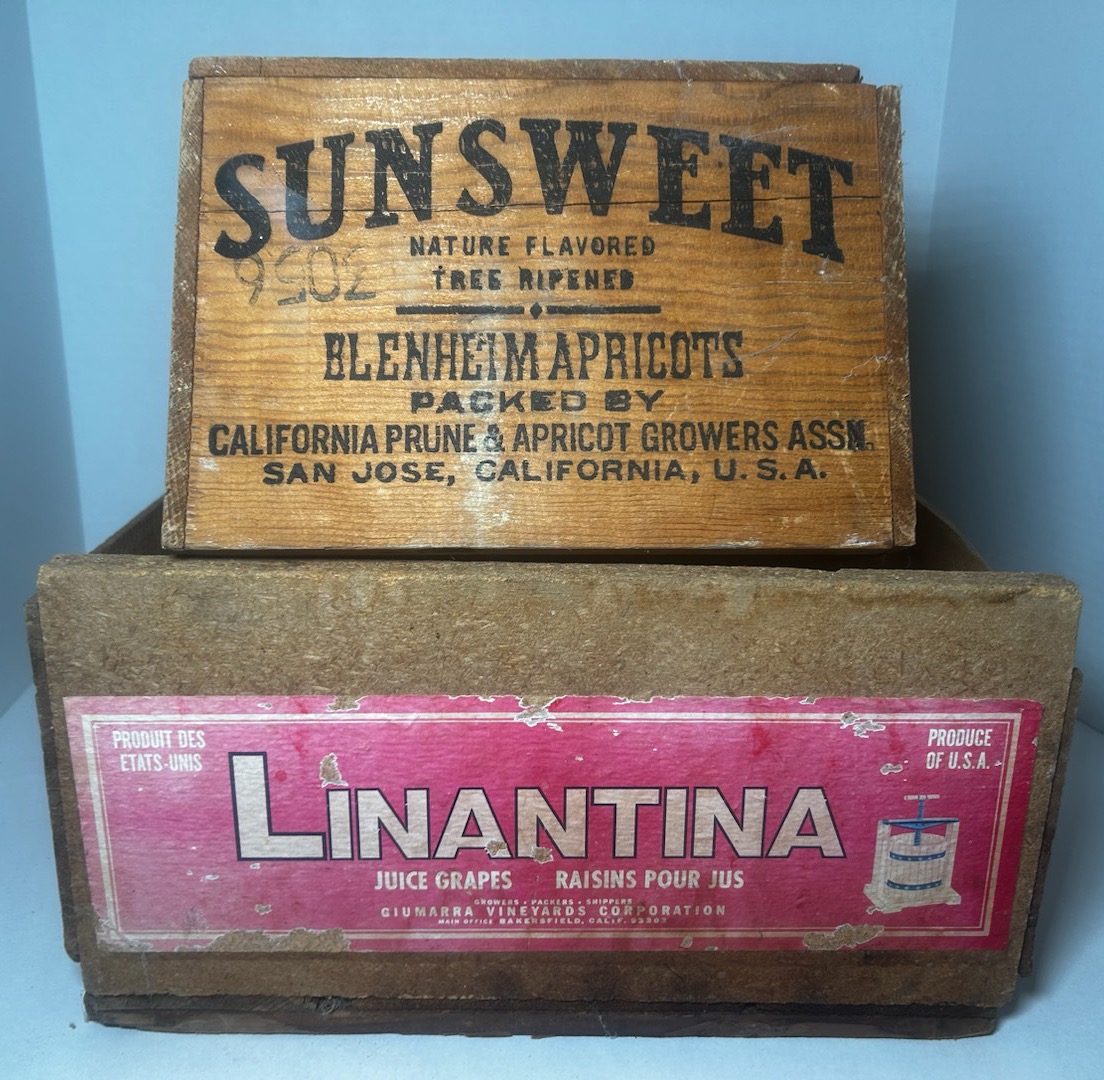 SUNSWEET
NATURE FLAVORED
TREE RIPENED
BLENHEIM APRICOTS
PACKED BY
CALIFORNIA PRUNE & APRICOT GROWERS ASSN.
SAN JOSE, CALIFORNIA, U.S.A.
PRODUIT DES
ETATS-UNIS
PRODUCE
OF U.S.A.
LINANTINA
JUICE GRAPES RAISINS POUR JUS
GROWERS • PACKERS • SHIPPERS
GIUMARRA VINEYARDS CORPORATION
MAIN OFFICE BAKERSFIELD, CALIF. 93303